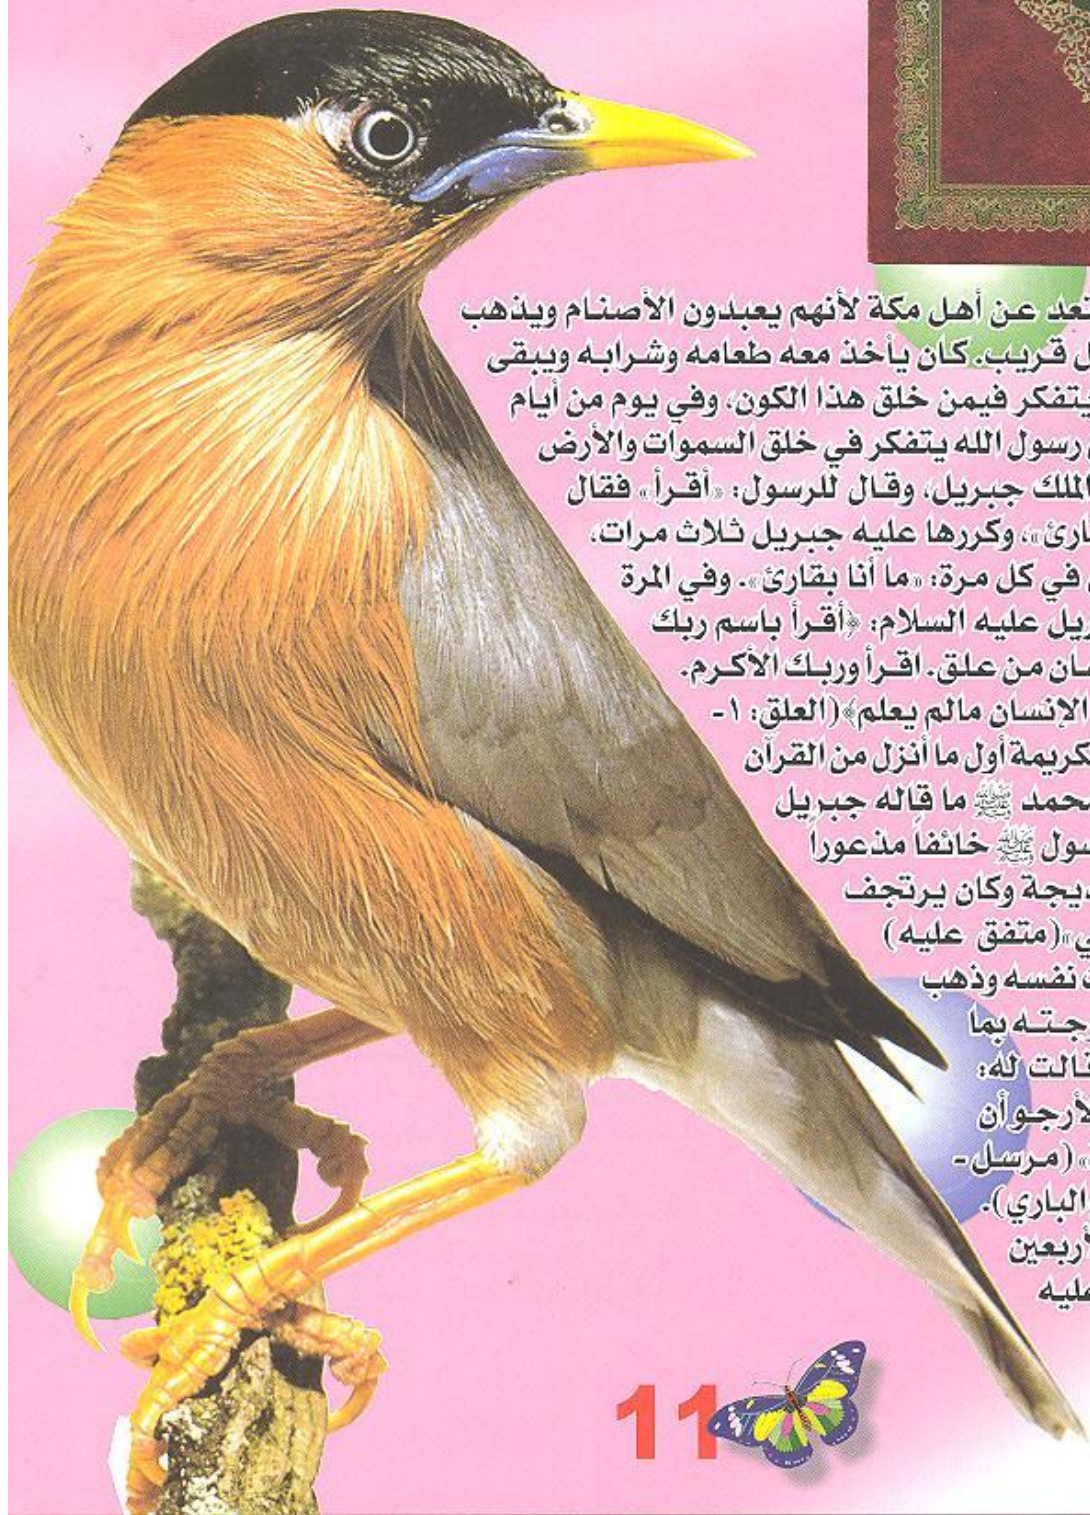 عن أهل مكة لأنهم يعبدون الأصنام ويذهب
قريب. كان يأخذ معه طعامه وشرابه ويبقى
يتفكر فيمن خلق هذا الكون، وفي يوم من أيام
رسول الله يتفكر في خلق السموات والأرض
الملك جبريل، وقال للرسول: «أقرأ» فقال
ارئ»، وكررها عليه جبريل ثلاث مرات،
في كل مرة: «ما أنا بقارئ». وفي المرة
ريل عليه السلام: ﴿أقرأ باسم ربك
ان من علق. اقرأ وربك الأكرم.
الإنسان مالم يعلم﴾(العلق: ١-
كريمة أول ما أنزل من القرآن
حمد ﷺ ما قاله جبريل
سول ﷺ خائفاً مذعوراً
ديجة وكان يرتجف
ي»(متفق عليه)
نفسه وذهب
جته بما
قالت له:
لأرجو أن
» (مرسل-
الباري).
أربعين
عليه
11